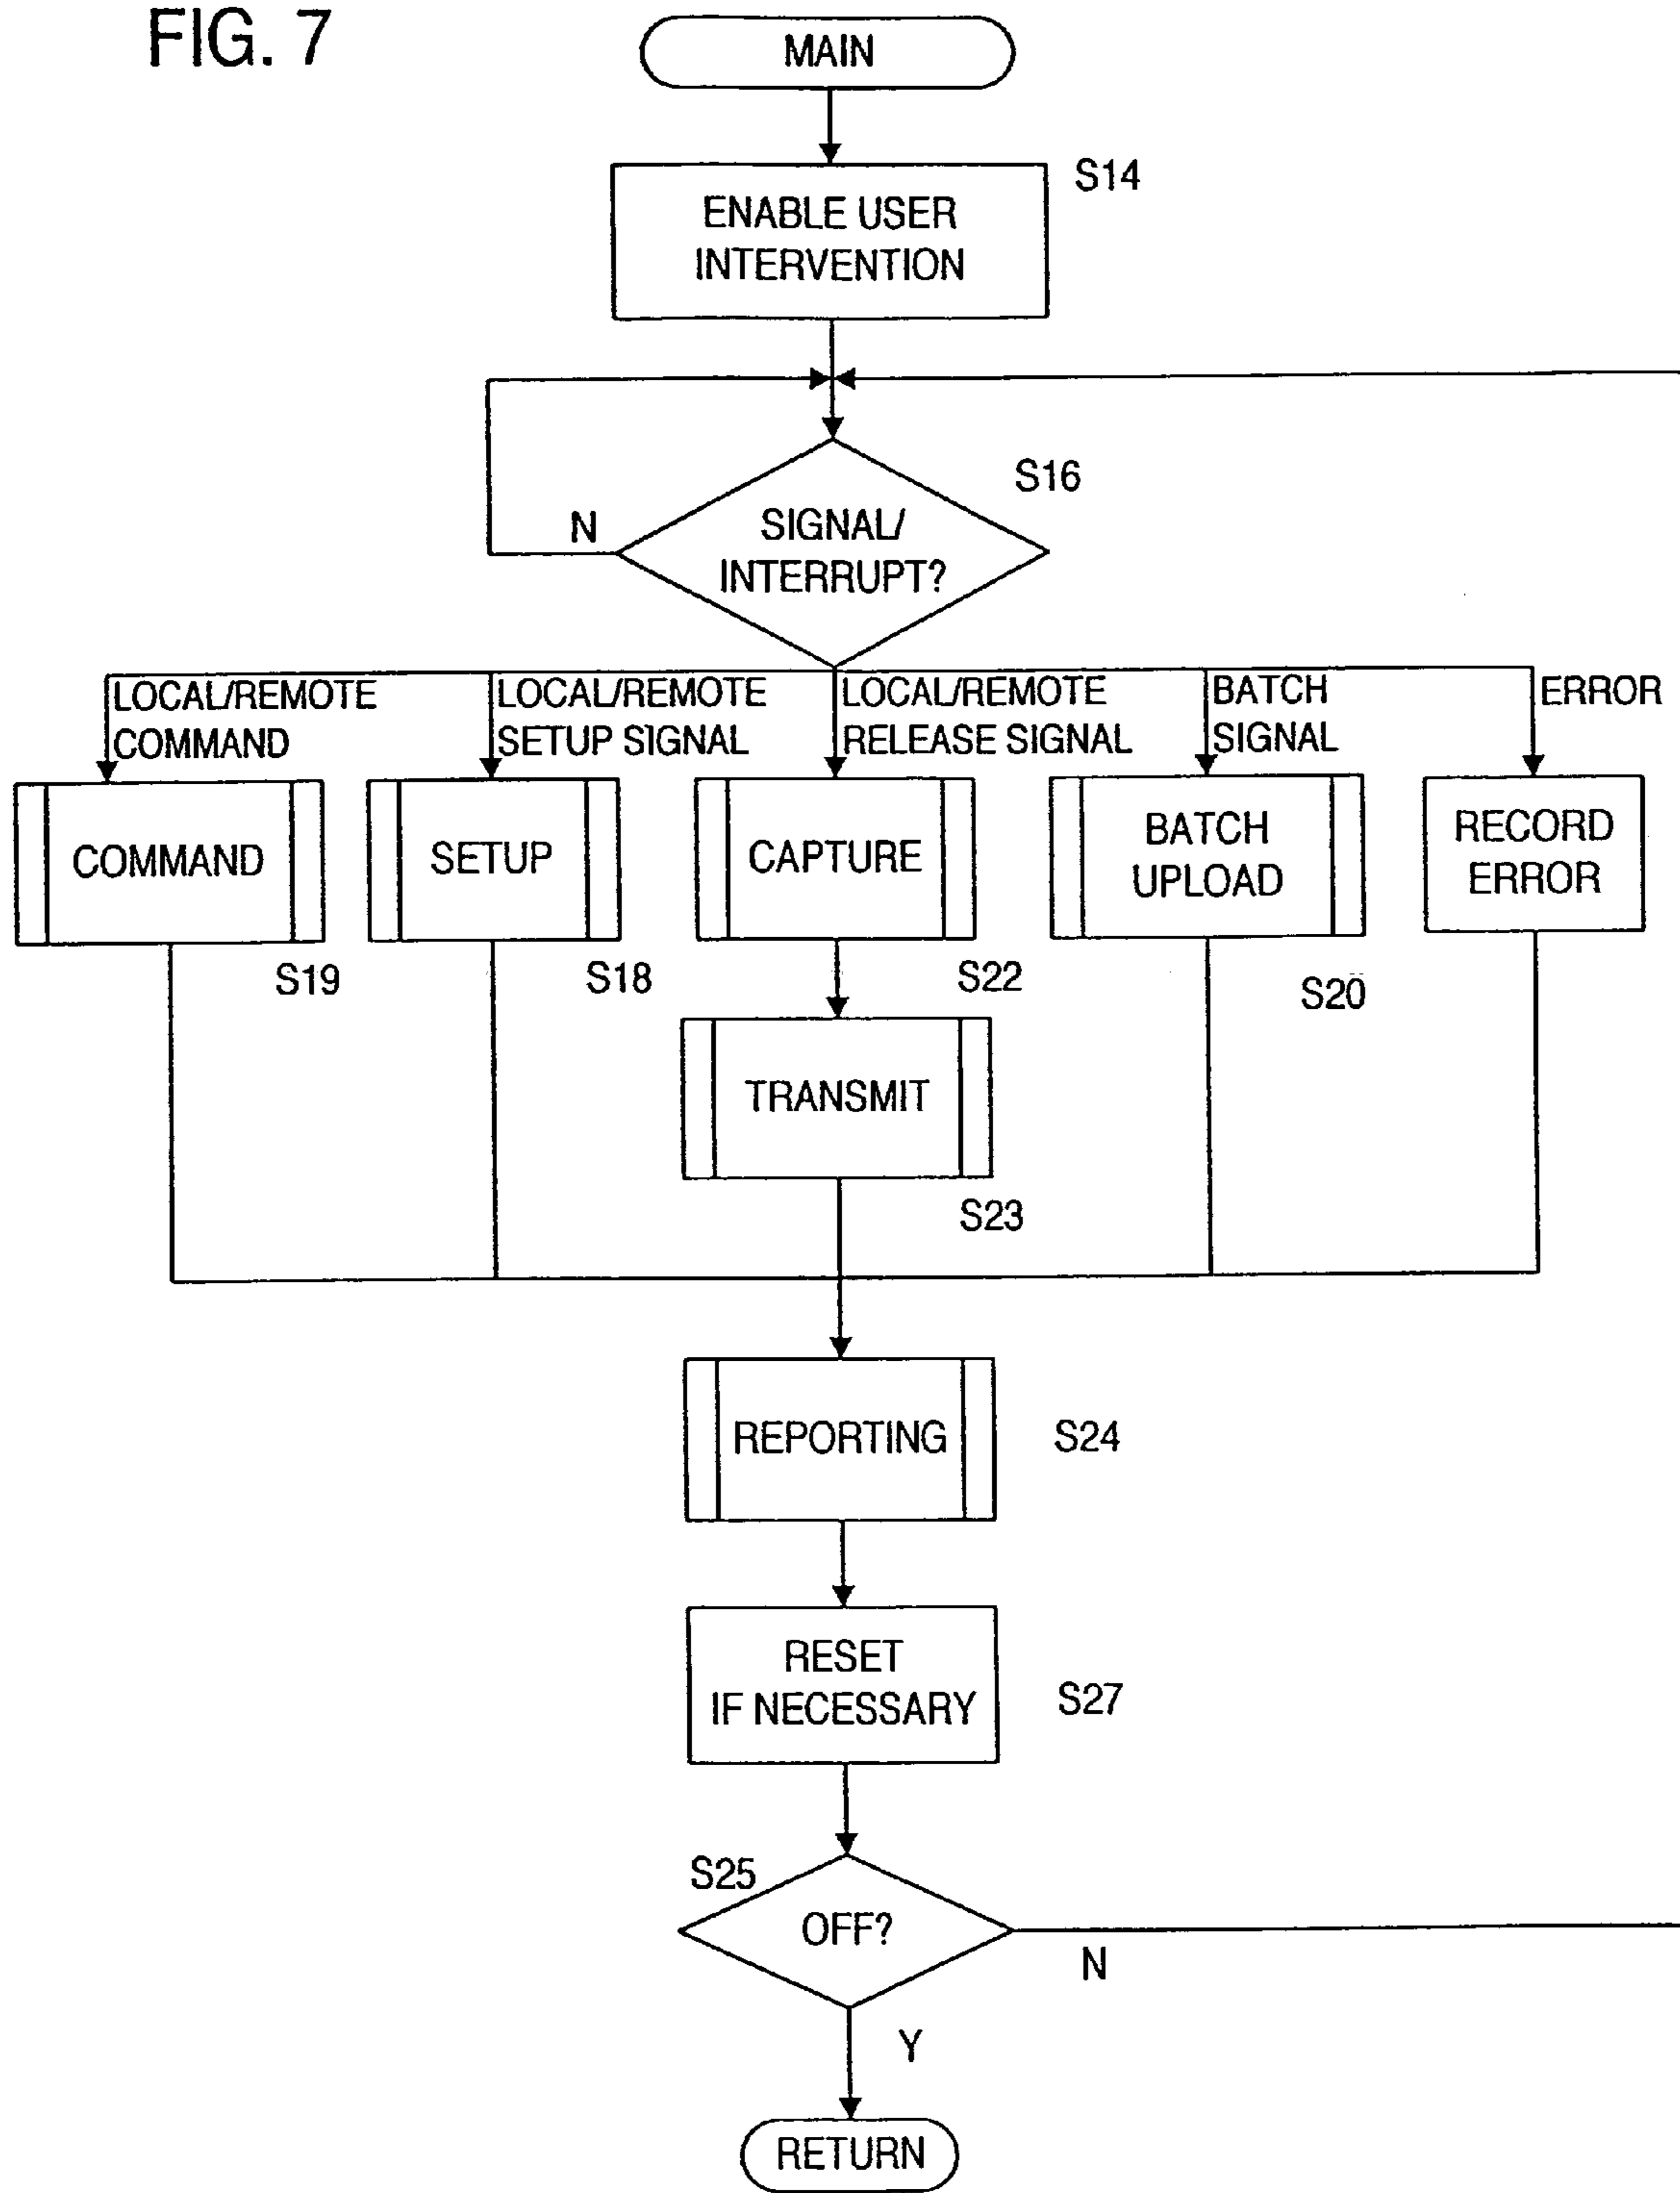 FIG. 7
MAIN
S14
ENABLE USER
INTERVENTION
S16
N
SIGNAL/
INTERRUPT?
LOCAL/REMOTE
COMMAND
LOCAL/REMOTE
SETUP SIGNAL
LOCAL/REMOTE
RELEASE SIGNAL
BATCH
SIGNAL
ERROR
COMMAND
SETUP
CAPTURE
BATCH
UPLOAD
RECORD
ERROR
S19
S18
S22
S20
TRANSMIT
S23
REPORTING
S24
RESET
IF NECESSARY
S27
S25
OFF?
N
Y
RETURN